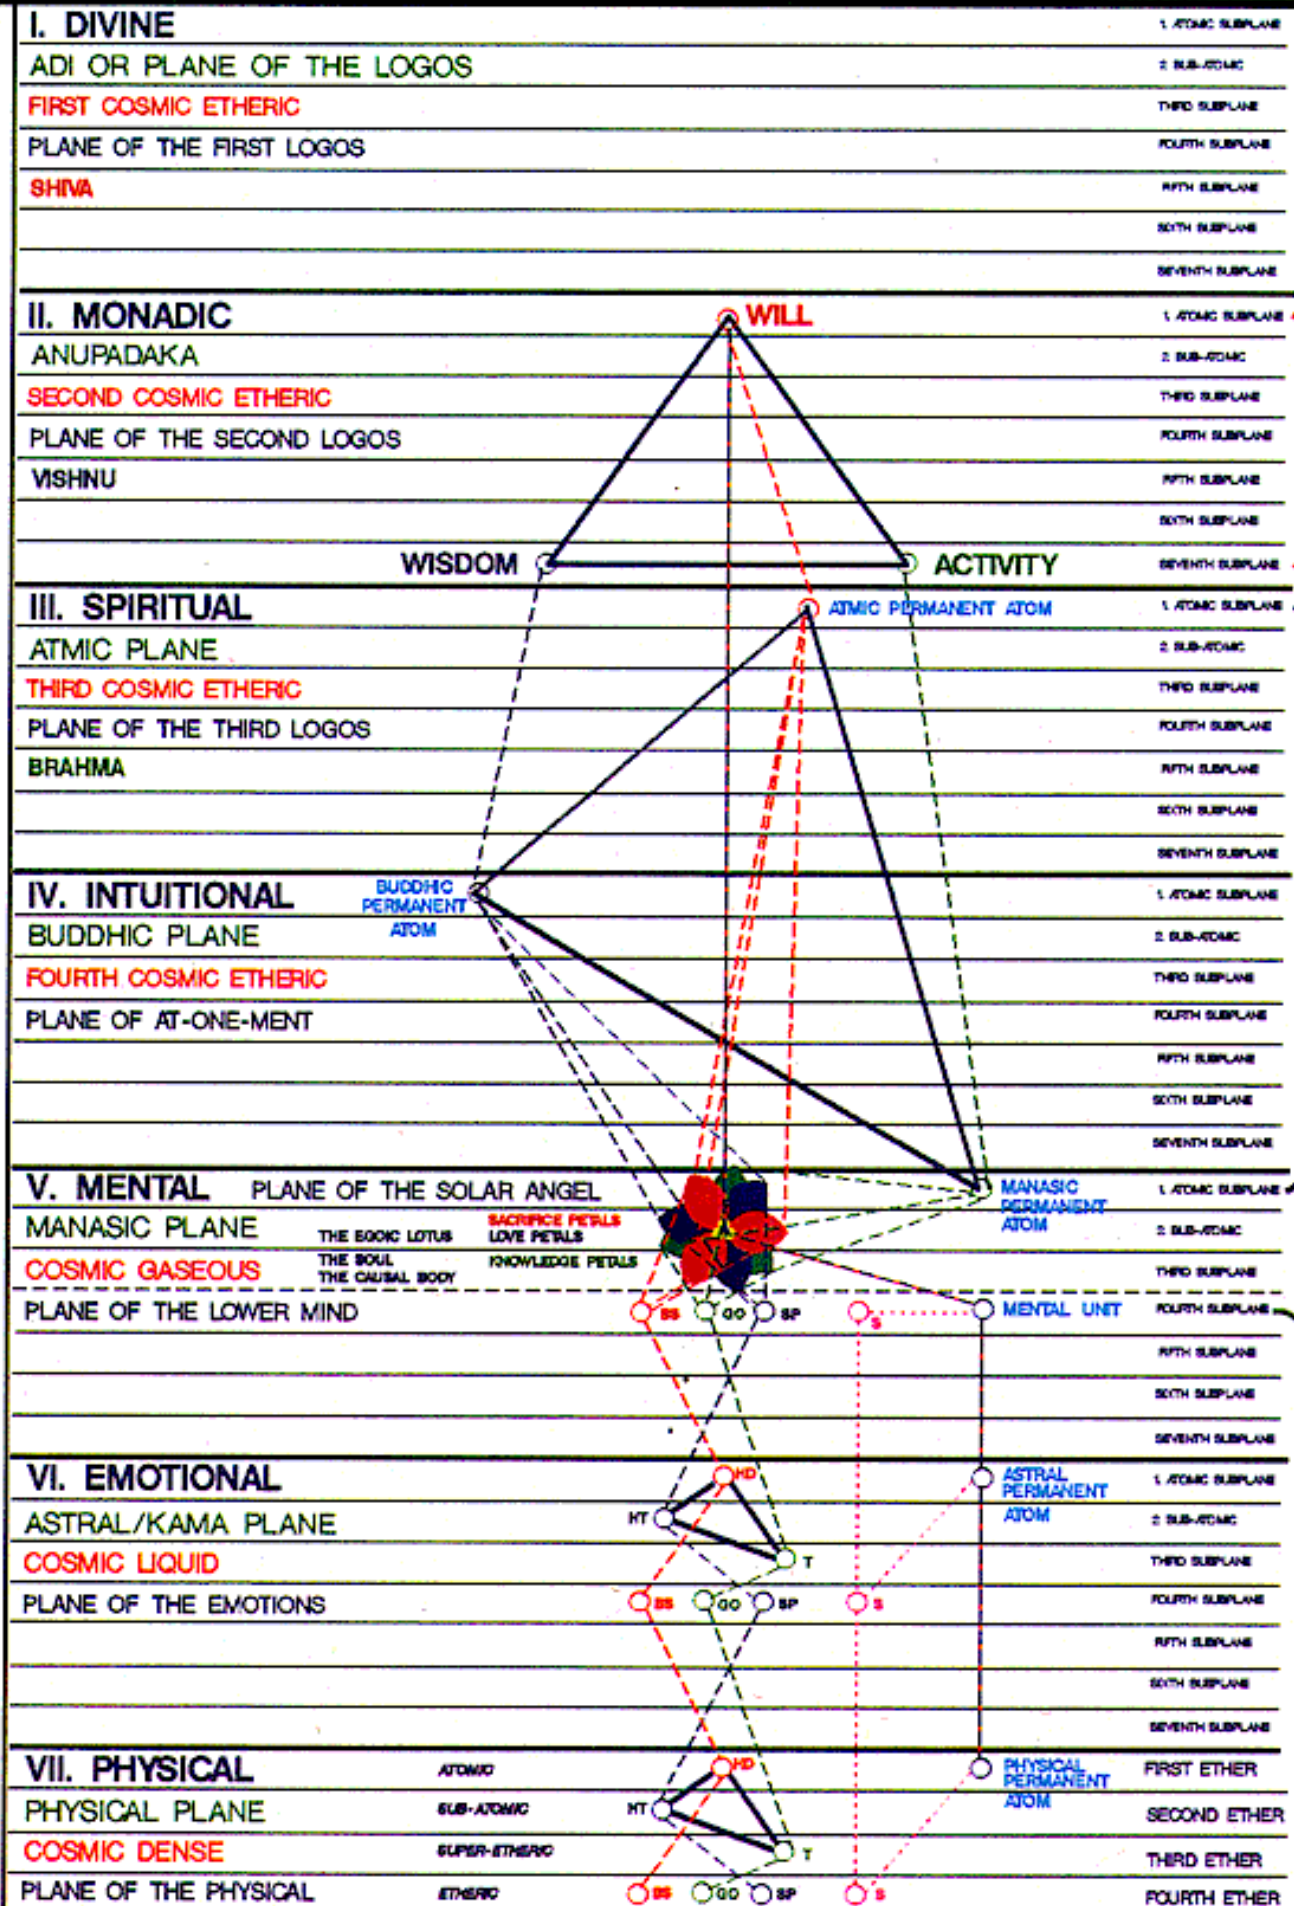 I. DIVINE 1. ATOMIC SUBPLANE
ADI OR PLANE OF THE LOGOS 2. SUB-ATOMIC
FIRST COSMIC ETHERIC THIRD SUBPLANE
PLANE OF THE FIRST LOGOS FOURTH SUBPLANE
SHIVA FIFTH SUBPLANE
SIXTH SUBPLANE
SEVENTH SUBPLANE
II. MONADIC WILL 1. ATOMIC SUBPLANE
ANUPADAKA 2. SUB-ATOMIC
SECOND COSMIC ETHERIC THIRD SUBPLANE
PLANE OF THE SECOND LOGOS FOURTH SUBPLANE
VISHNU FIFTH SUBPLANE
SIXTH SUBPLANE
WISDOM ACTIVITY SEVENTH SUBPLANE
III. SPIRITUAL ATMIC PERMANENT ATOM 1. ATOMIC SUBPLANE
ATMIC PLANE 2. SUB-ATOMIC
THIRD COSMIC ETHERIC THIRD SUBPLANE
PLANE OF THE THIRD LOGOS FOURTH SUBPLANE
BRAHMA FIFTH SUBPLANE
SIXTH SUBPLANE
SEVENTH SUBPLANE
IV. INTUITIONAL BUDDHIC PERMANENT ATOM 1. ATOMIC SUBPLANE
BUDDHIC PLANE 2. SUB-ATOMIC
FOURTH COSMIC ETHERIC THIRD SUBPLANE
PLANE OF AT-ONE-MENT FOURTH SUBPLANE
FIFTH SUBPLANE
SIXTH SUBPLANE
SEVENTH SUBPLANE
V. MENTAL PLANE OF THE SOLAR ANGEL MANASIC PERMANENT ATOM 1. ATOMIC SUBPLANE
MANASIC PLANE THE EGOIC LOTUS SACRIFICE PETALS LOVE PETALS 2. SUB-ATOMIC
COSMIC GASEOUS THE SOUL THE CAUSAL BODY KNOWLEDGE PETALS THIRD SUBPLANE
PLANE OF THE LOWER MIND BS GO SP S MENTAL UNIT FOURTH SUBPLANE
FIFTH SUBPLANE
SIXTH SUBPLANE
SEVENTH SUBPLANE
VI. EMOTIONAL HD ASTRAL PERMANENT ATOM 1. ATOMIC SUBPLANE
ASTRAL/KAMA PLANE HT 2. SUB-ATOMIC
COSMIC LIQUID T THIRD SUBPLANE
PLANE OF THE EMOTIONS BS GO SP S FOURTH SUBPLANE
FIFTH SUBPLANE
SIXTH SUBPLANE
SEVENTH SUBPLANE
VII. PHYSICAL ATOMIC HD PHYSICAL PERMANENT ATOM FIRST ETHER
PHYSICAL PLANE SUB-ATOMIC HT SECOND ETHER
COSMIC DENSE SUPER-ETHERIC T THIRD ETHER
PLANE OF THE PHYSICAL ETHERIC BS GO SP S FOURTH ETHER